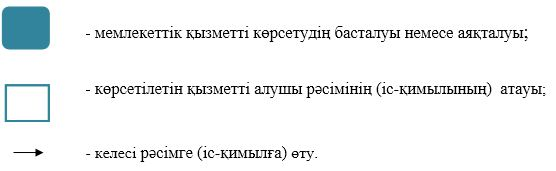 - мемлекеттік қызметті көрсетудің басталуы немесе аяқталуы;
- көрсетілетін қызметті алушы рәсімінің (іс-қимылының) атауы;
- келесі рәсімге (іс-қимылға) өту.